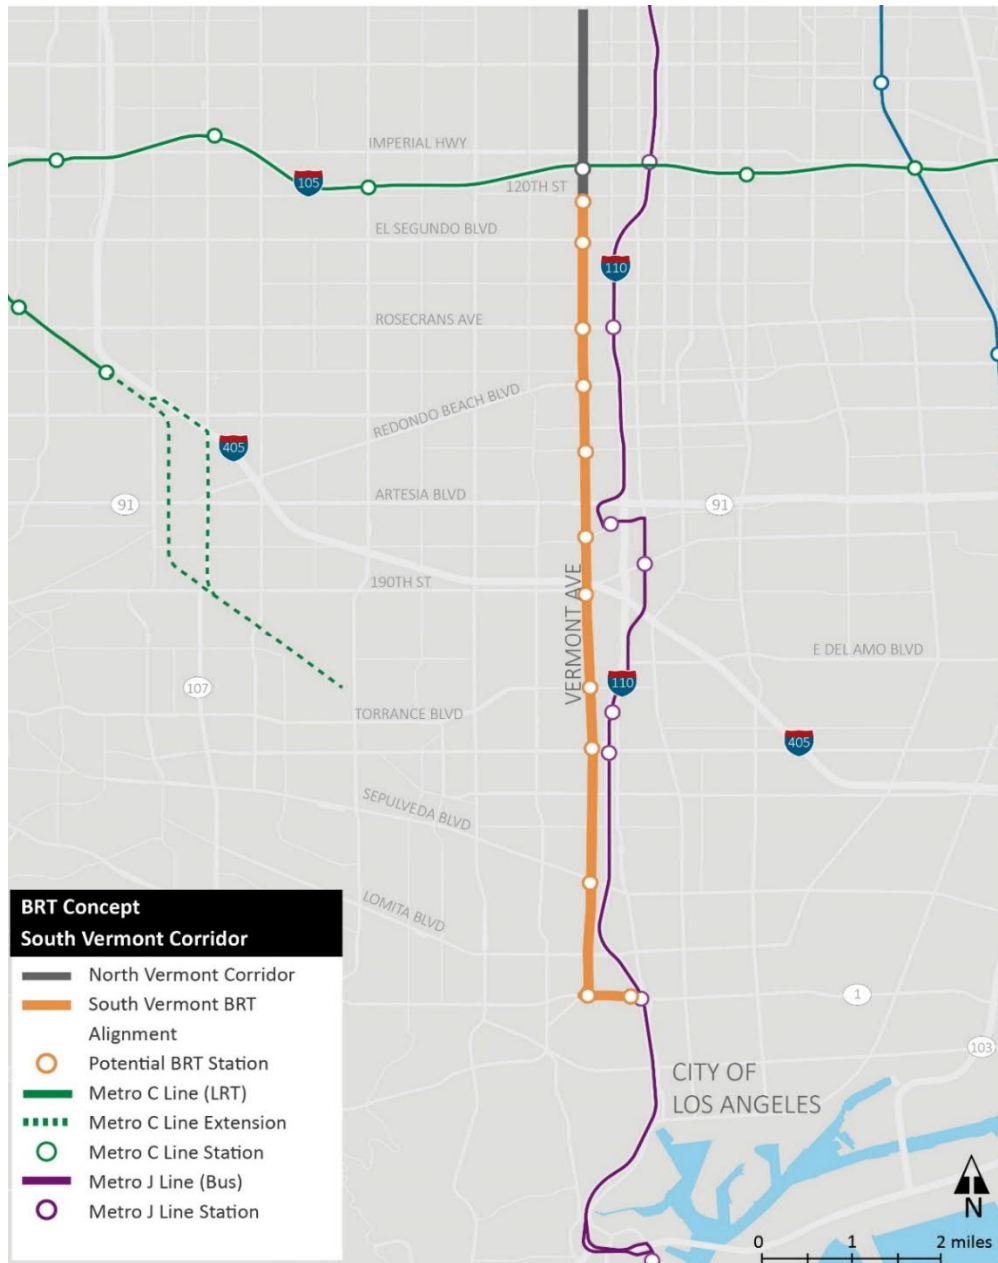 IMPERIAL HWY
105
120TH ST
EL SEGUNDO BLVD
110
ROSECRANS AVE
REDONDO BEACH BLVD
405
ARTESIA BLVD
91
91
190TH ST
VERMONT AVE
E DEL AMO BLVD
107
110
TORRANCE BLVD
405
SEPULVEDA BLVD
LOMITA BLVD
1
103
CITY OF
LOS ANGELES
BRT Concept
South Vermont Corridor
North Vermont Corridor
South Vermont BRT
Alignment
Potential BRT Station
Metro C Line (LRT)
Metro C Line Extension
Metro C Line Station
Metro J Line (Bus)
Metro J Line Station
N
0 1 2 miles